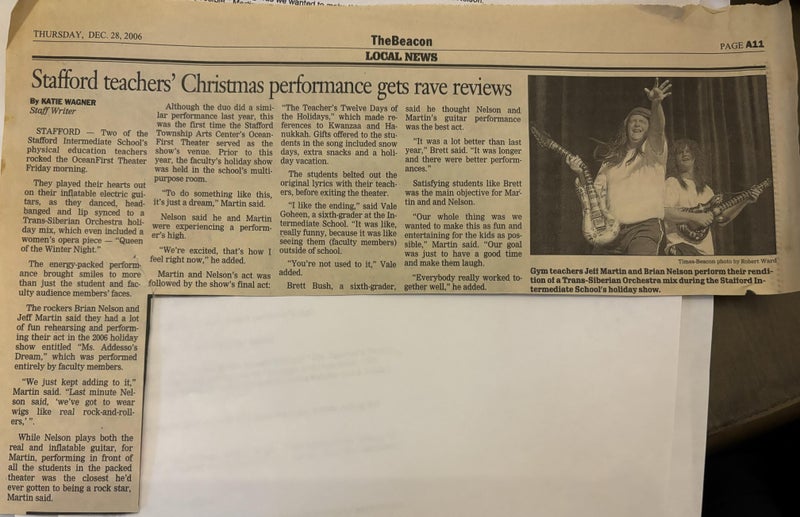 THURSDAY, DEC. 28, 2006
TheBeacon
PAGE A11
LOCAL NEWS
Stafford teachers' Christmas performance gets rave reviews
By KATIE WAGNER
Staff Writer
STAFFORD — Two of the
Stafford Intermediate School's
physical education teachers
rocked the OceanFirst Theater
Friday morning.
They played their hearts out
on their inflatable electric gui-
tars, as they danced, head-
banged and lip synced to a
Trans-Siberian Orchestra holi-
day mix, which even included a
women's opera piece — "Queen
of the Winter Night."
The energy-packed perform-
ance brought smiles to more
than just the student and fac-
ulty audience members' faces.
The rockers Brian Nelson and
Jeff Martin said they had a lot
of fun rehearsing and perform-
ing their act in the 2006 holiday
show entitled "Ms. Addesso's
Dream," which was performed
entirely by faculty members.
"We just kept adding to it,"
Martin said. "Last minute Nel-
son said, 'we've got to wear
wigs like real rock-and-roll-
ers,'".
While Nelson plays both the
real and inflatable guitar, for
Martin, performing in front of
all the students in the packed
theater was the closest he'd
ever gotten to being a rock star,
Martin said.
Although the duo did a simi-
lar performance last year, this
was the first time the Stafford
Township Arts Center's Ocean-
First Theater served as the
show's venue. Prior to this
year, the faculty's holiday show
was held in the school's multi-
purpose room.
"To do something like this,
it's just a dream," Martin said.
Nelson said he and Martin
were experiencing a perform-
er's high.
"We're excited, that's how I
feel right now," he added.
Martin and Nelson's act was
followed by the show's final act:
"The Teacher's Twelve Days of
the Holidays," which made re-
ferences to Kwanzaa and Ha-
nukkah. Gifts offered to the stu-
dents in the song included snow
days, extra snacks and a holi-
day vacation.
The students belted out the
original lyrics with their teach-
ers, before exiting the theater.
"I like the ending," said Vale
Goheen, a sixth-grader at the In-
termediate School. "It was like,
really funny, because it was like
seeing them (faculty members)
outside of school.
"You're not used to it," Vale
added.
Brett Bush, a sixth-grader,
said he thought Nelson and
Martin's guitar performance
was the best act.
"It was a lot better than last
year," Brett said. "It was longer
and there were better perform-
ances."
Satisfying students like Brett
was the main objective for Mar-
tin and and Nelson.
"Our whole thing was we
wanted to make this as fun and
entertaining for the kids as pos-
sible," Martin said. "Our goal
was just to have a good time
and make them laugh.
"Everybody really worked to-
gether well," he added.
Times-Beacon photo by Robert Ward
Gym teachers Jeff Martin and Brian Nelson perform their rendi-
tion of a Trans-Siberian Orchestra mix during the Stafford In-
termediate School's holiday show.